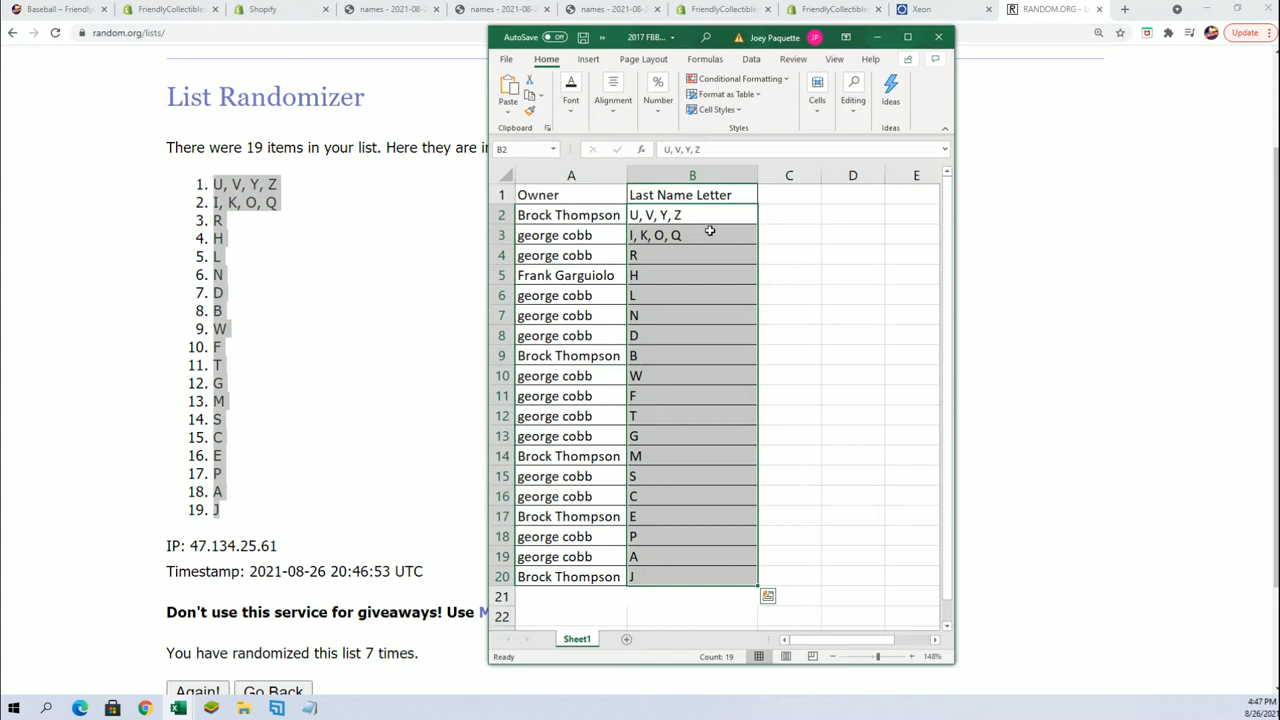 Baseball – Friendly
FriendlyCollectibles
Shopify
names - 2021-08-
names - 2021-08-
names - 2021-08-
FriendlyCollectible
FriendlyCollectible
Xeon
RANDOM.ORG - L
random.org/lists/
Update
List Randomizer
There were 19 items in your list. Here they are i
1. U, V, Y, Z
2. I, K, O, Q
3. R
4. H
5. L
6. N
7. D
8. B
9. W
10. F
11. T
12. G
13. M
14. S
15. C
16. E
17. P
18. A
19. J
IP: 47.134.25.61
Timestamp: 2021-08-26 20:46:53 UTC
Don't use this service for giveaways! Use
You have randomized this list 7 times.
Again! Go Back
AutoSave Off 2017 FBB... Joey Paquette JP
File Home Insert Page Layout Formulas Data Review View Help
Paste Font Alignment Number Conditional Formatting Format as Table Cell Styles Cells Editing Ideas
Clipboard Styles Ideas
B2 fx U, V, Y, Z
A B C D E
1 Owner Last Name Letter
2 Brock Thompson U, V, Y, Z
3 george cobb I, K, O, Q
4 george cobb R
5 Frank Garguiolo H
6 george cobb L
7 george cobb N
8 george cobb D
9 Brock Thompson B
10 george cobb W
11 george cobb F
12 george cobb T
13 george cobb G
14 Brock Thompson M
15 george cobb S
16 george cobb C
17 Brock Thompson E
18 george cobb P
19 george cobb A
20 Brock Thompson J
21
22
Sheet1
Ready Count: 19 148%
4:47 PM
8/26/2021